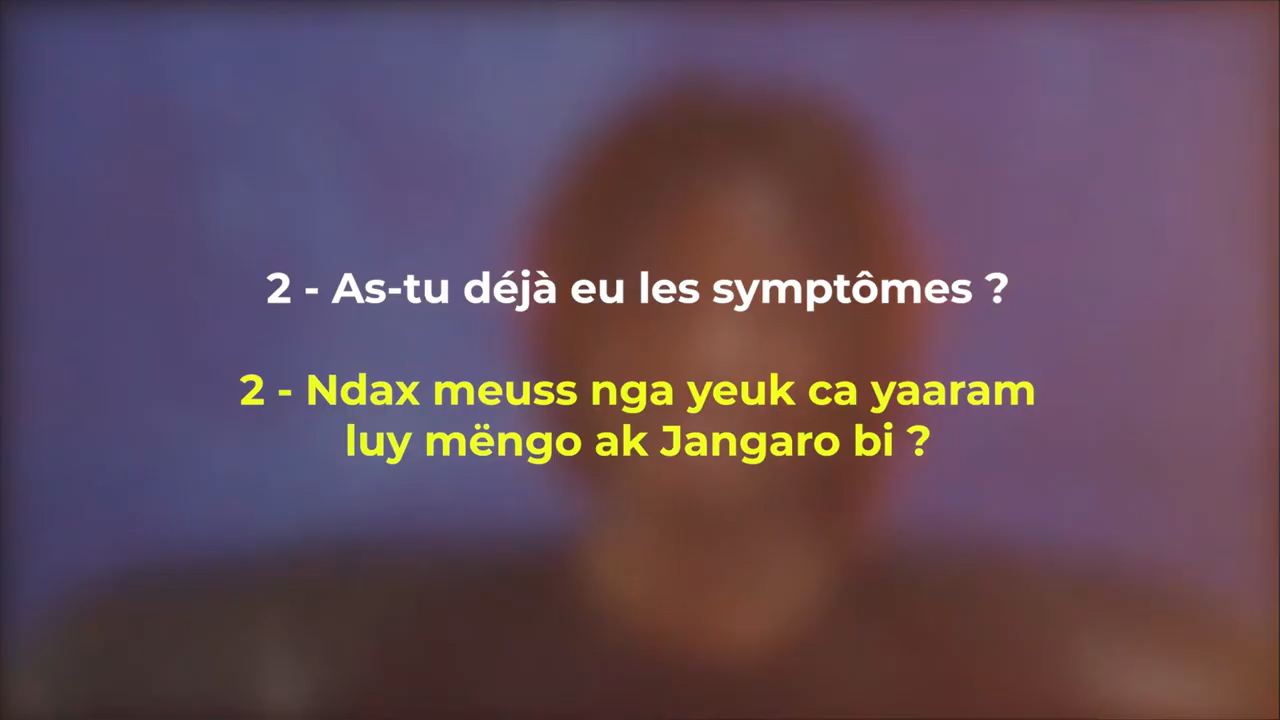 2 - As-tu déjà eu les symptômes ?
2 - Ndax meuss nga yeuk ca yaaram
luy mëngo ak Jangaro bi ?